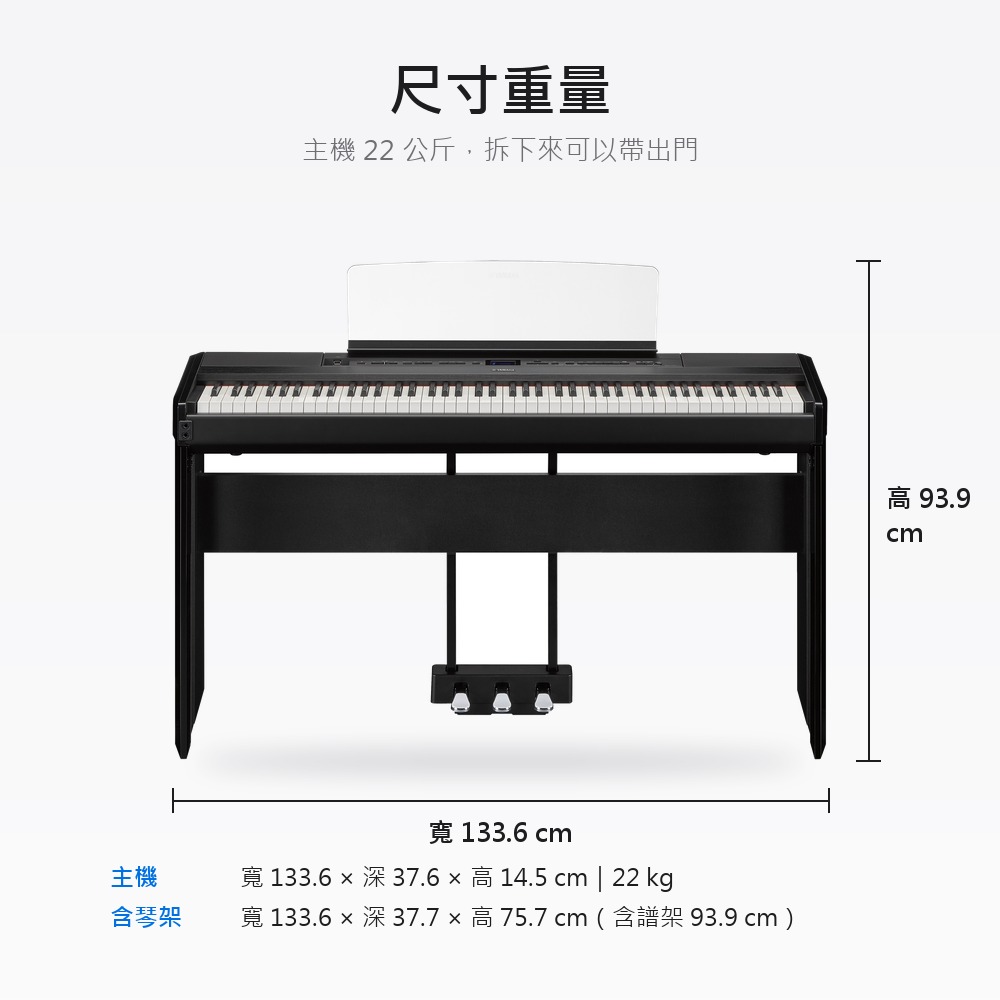 尺寸重量
主機 22 公斤，拆下來可以帶出門
高 93.9
cm
寬 133.6 cm
主機 寬 133.6 × 深 37.6 × 高 14.5 cm | 22 kg
含琴架 寬 133.6 × 深 37.7 × 高 75.7 cm ( 含譜架 93.9 cm )